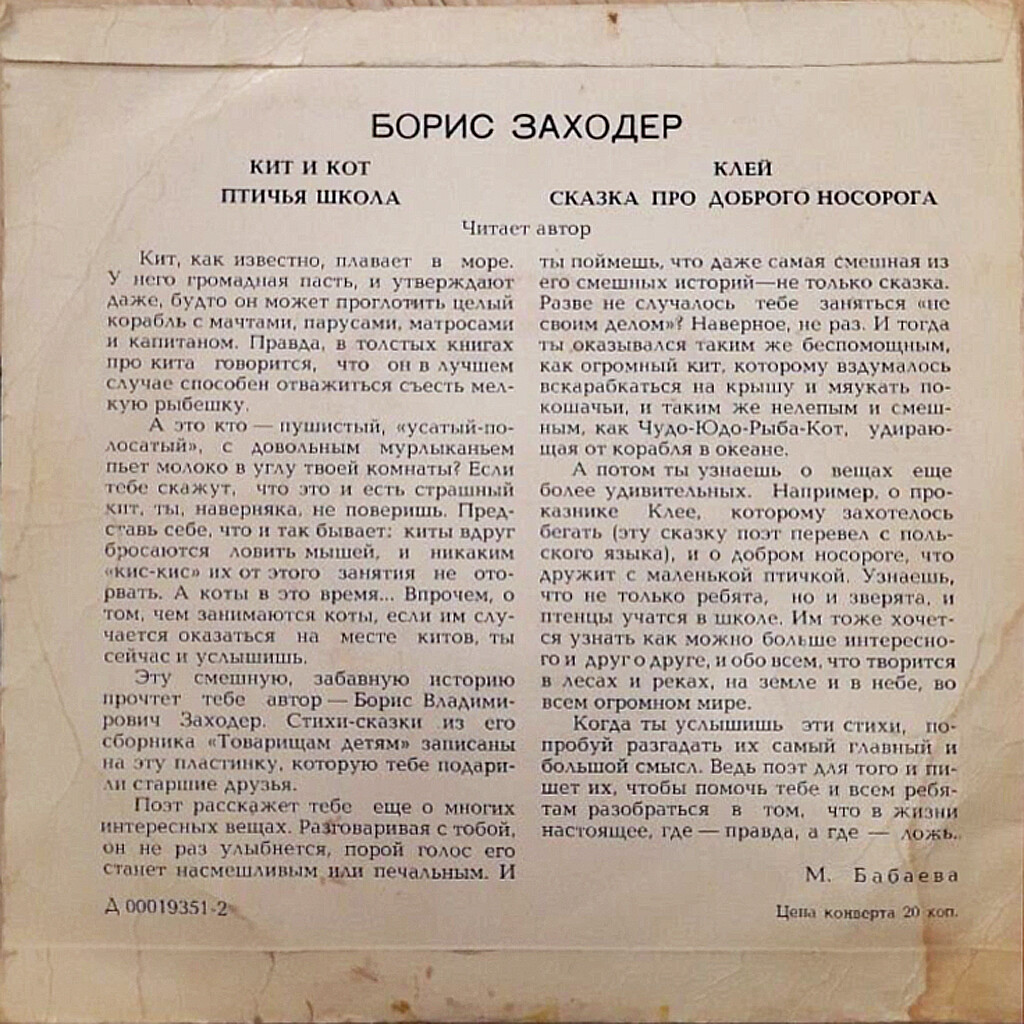 БОРИС ЗАХОДЕР
КИТ И КОТ
ПТИЧЬЯ ШКОЛА
КЛЕЙ
СКАЗКА ПРО ДОБРОГО НОСОРОГА
Читает автор
Кит, как известно, плавает в море.
У него громадная пасть, и утверждают
даже, будто он может проглотить целый
корабль с мачтами, парусами, матросами
и капитаном. Правда, в толстых книгах
про кита говорится, что он в лучшем
случае способен отважиться съесть мел-
кую рыбешку.
А это кто — пушистый, «усатый-по-
лосатый», с довольным мурлыканьем
пьет молоко в углу твоей комнаты? Если
тебе скажут, что это и есть страшный
кит, ты, наверняка, не поверишь. Пред-
ставь себе, что и так бывает: киты вдруг
бросаются ловить мышей, и никаким
«кис-кис» их от этого занятия не ото-
рвать. А коты в это время... Впрочем, о
том, чем занимаются коты, если им слу-
чается оказаться на месте китов, ты
сейчас и услышишь.
Эту смешную, забавную историю
прочтет тебе автор — Борис Владими-
рович Заходер. Стихи-сказки из его
сборника «Товарищам детям» записаны
на эту пластинку, которую тебе подари-
ли старшие друзья.
Поэт расскажет тебе еще о многих
интересных вещах. Разговаривая с тобой,
он не раз улыбнется, порой голос его
станет насмешливым или печальным. И
ты поймешь, что даже самая смешная из
его смешных историй—не только сказка.
Разве не случалось тебе заняться «не
своим делом»? Наверное, не раз. И тогда
ты оказывался таким же беспомощным,
как огромный кит, которому вздумалось
вскарабкаться на крышу и мяукать по-
кошачьи, и таким же нелепым и смеш-
ным, как Чудо-Юдо-Рыба-Кот, удираю-
щая от корабля в океане.
А потом ты узнаешь о вещах еще
более удивительных. Например, о про-
казнике Клее, которому захотелось
бегать (эту сказку поэт перевел с поль-
ского языка), и о добром носороге, что
дружит с маленькой птичкой. Узнаешь,
что не только ребята, но и зверята, и
птенцы учатся в школе. Им тоже хочет-
ся узнать как можно больше интересно-
го и друг о друге, и обо всем, что творится
в лесах и реках, на земле и в небе, во
всем огромном мире.
Когда ты услышишь эти стихи, по-
пробуй разгадать их самый главный и
большой смысл. Ведь поэт для того и пи-
шет их, чтобы помочь тебе и всем ребя-
там разобраться в том, что в жизни
настоящее, где — правда, а где — ложь..
М. Бабаева
Д 00019351-2
Цена конверта 20 коп.